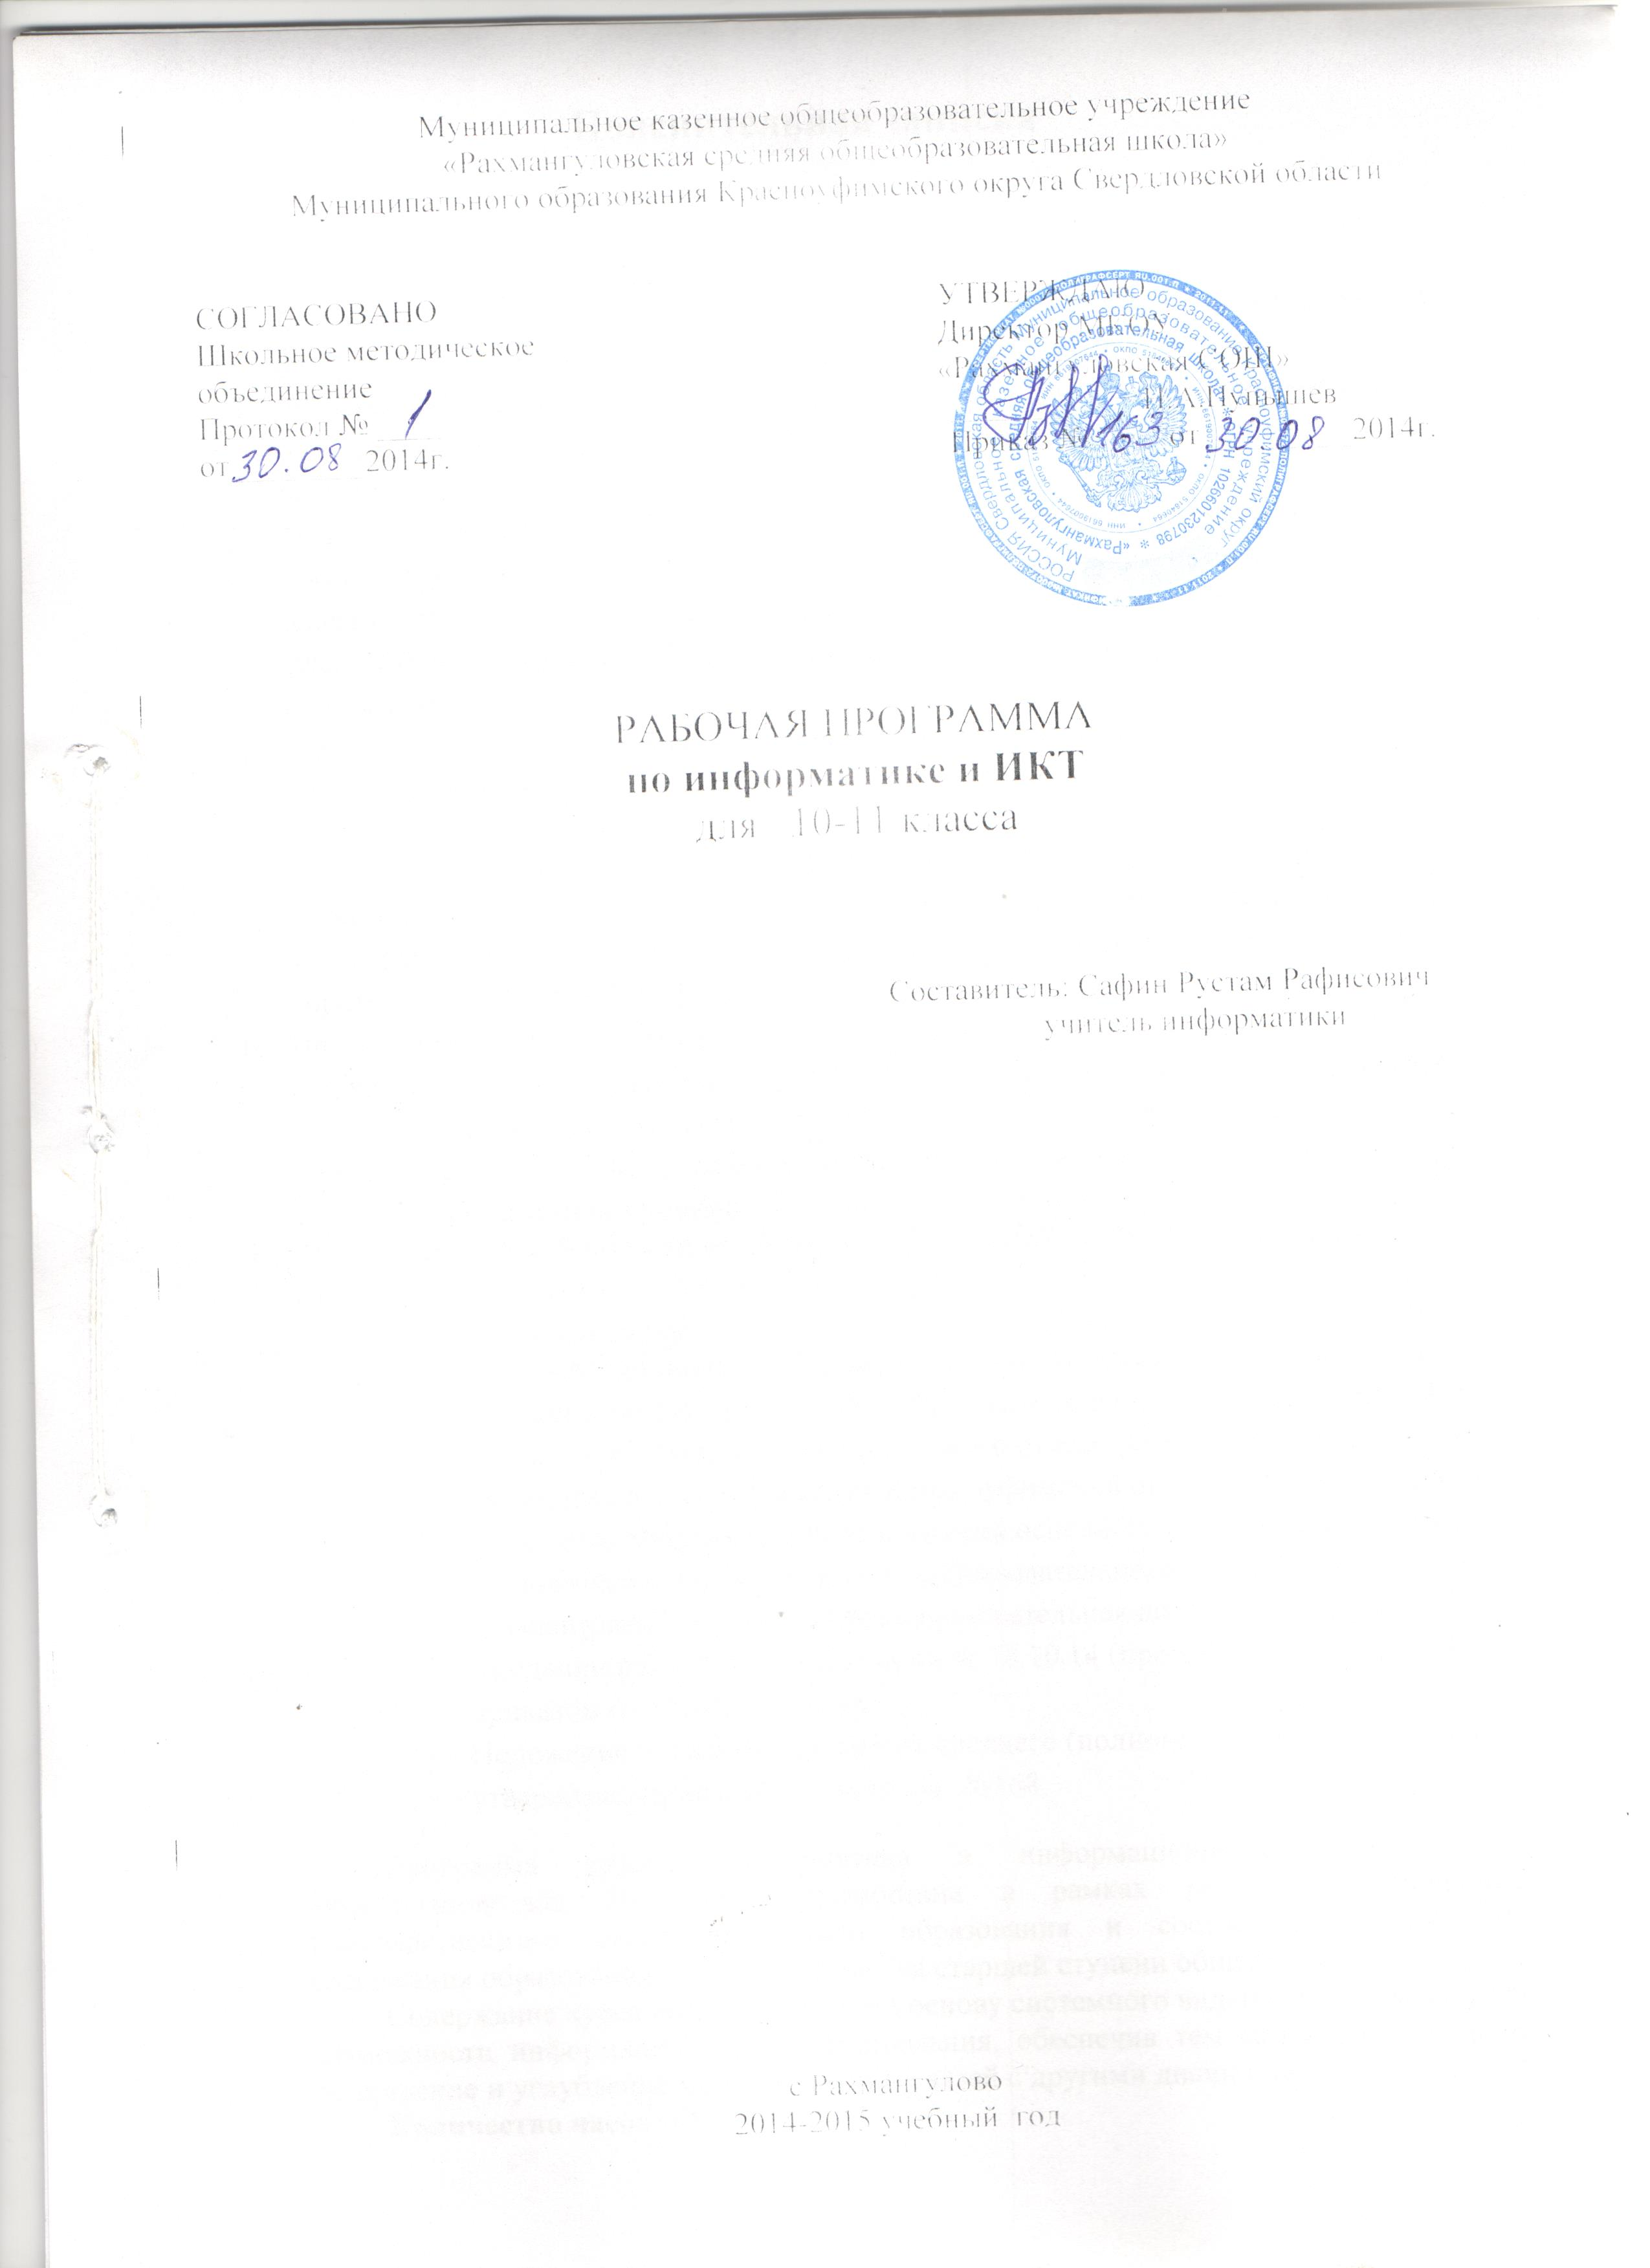 Муниципальное казенное общеобразовательное учреждение
«Рахмангуловская средняя общеобразовательная школа»
Муниципального образования Красноуфимского округа Свердловской области
СОГЛАСОВАНО
Школьное методическое
объединение
Протокол № 1
от 30.08 2014г.
УТВЕРЖДАЮ
Директор МКОУ
«Рахмангуловская СОШ»
Приказ № 163 от 30.08 2014г.
РАБОЧАЯ ПРОГРАММА
по информатике и ИКТ
для 10-11 класса
Составитель: Сафин Рустам Рафисович
учитель информатики
с Рахмангулово
2014-2015 учебный год